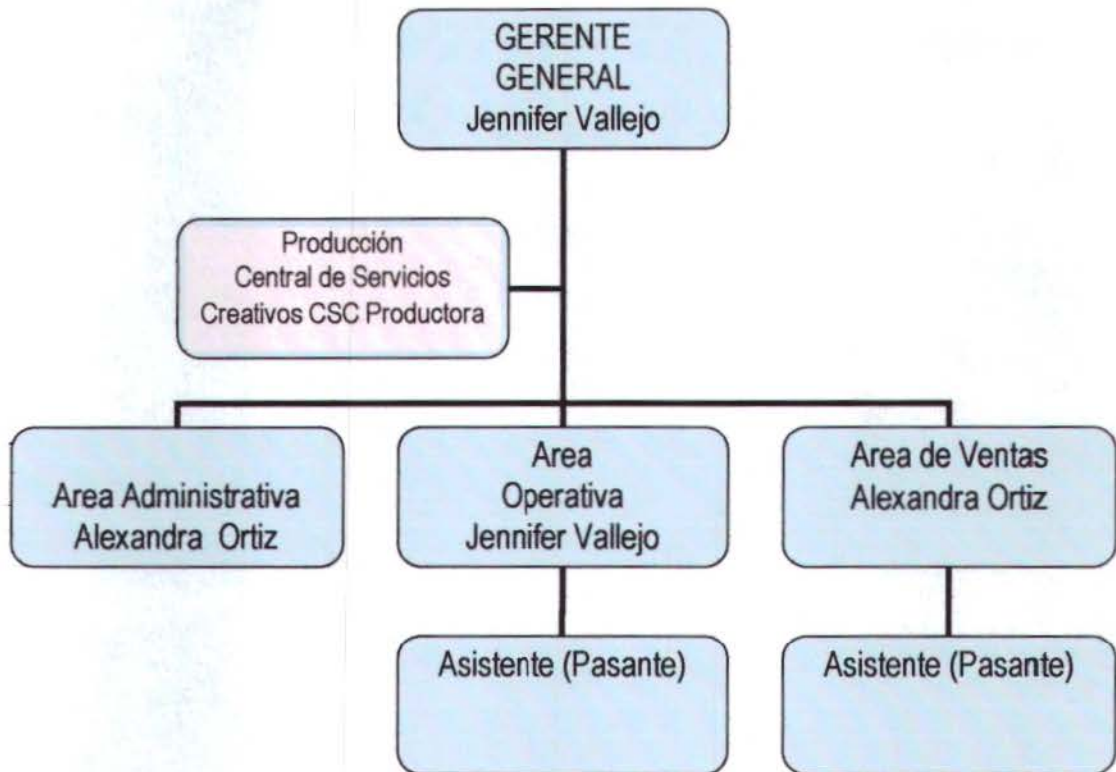 GERENTE
GENERAL
Jennifer Vallejo
Producción
Central de Servicios
Creativos CSC Productora
Area Administrativa
Alexandra Ortiz
Area
Operativa
Jennifer Vallejo
Area de Ventas
Alexandra Ortiz
Asistente (Pasante)
Asistente (Pasante)